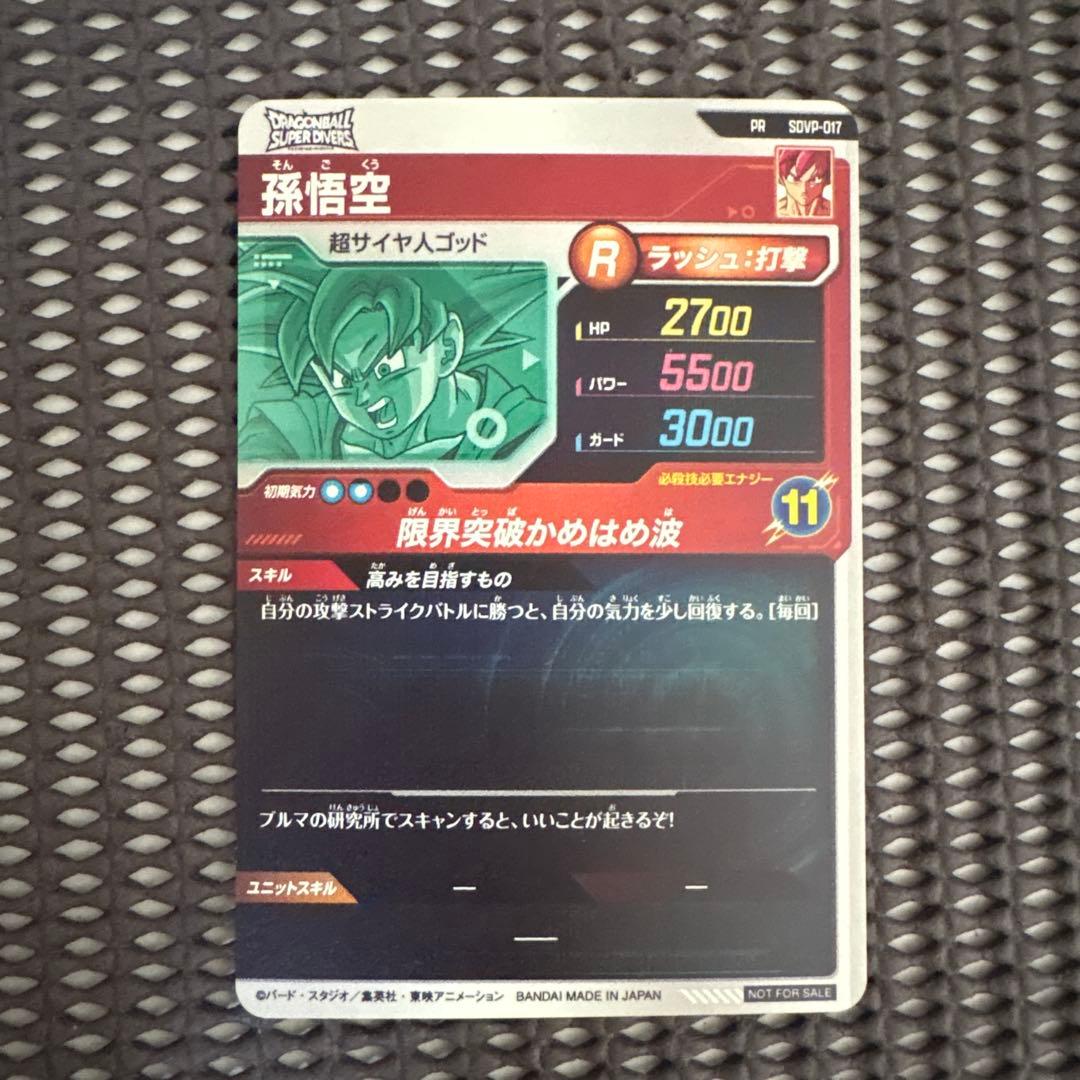 DRAGONBALL
SUPER DIVERS
PR SDVP-017
そん ご くう
孫悟空
超サイヤ人ゴッド
R ラッシュ:打撃
HP 2700
パワー 5500
ガード 3000
初期気力
必殺技必要エナジー
11
げん かい とっ ぱ は
限界突破かめはめ波
スキル
たか め ざ
高みを目指すもの
じ ぶん こう げき か じ ぶん き りょく すこ かい ふく まい かい
自分の攻撃ストライクバトルに勝つと、自分の気力を少し回復する。[毎回]
けん きゅう じょ お
ブルマの研究所でスキャンすると、いいことが起きるぞ!
ユニットスキル
— —
—
©バード・スタジオ/集英社・東映アニメーション BANDAI MADE IN JAPAN
NOT FOR SALE